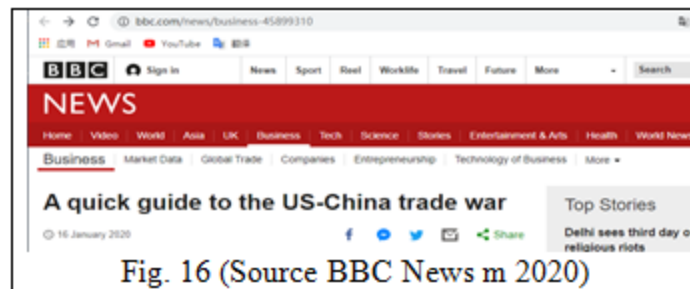 bbc.com/news/business-45899310
应用 Gmail YouTube 翻译
BBC Sign in News Sport Reel Worklife Travel Future More Search
NEWS
Home Video World Asia UK Business Tech Science Stories Entertainment & Arts Health World News
Business Market Data Global Trade Companies Entrepreneurship Technology of Business More
A quick guide to the US-China trade war
16 January 2020 Share
Top Stories
Delhi sees third day o
religious riots
Fig. 16 (Source BBC News m 2020)